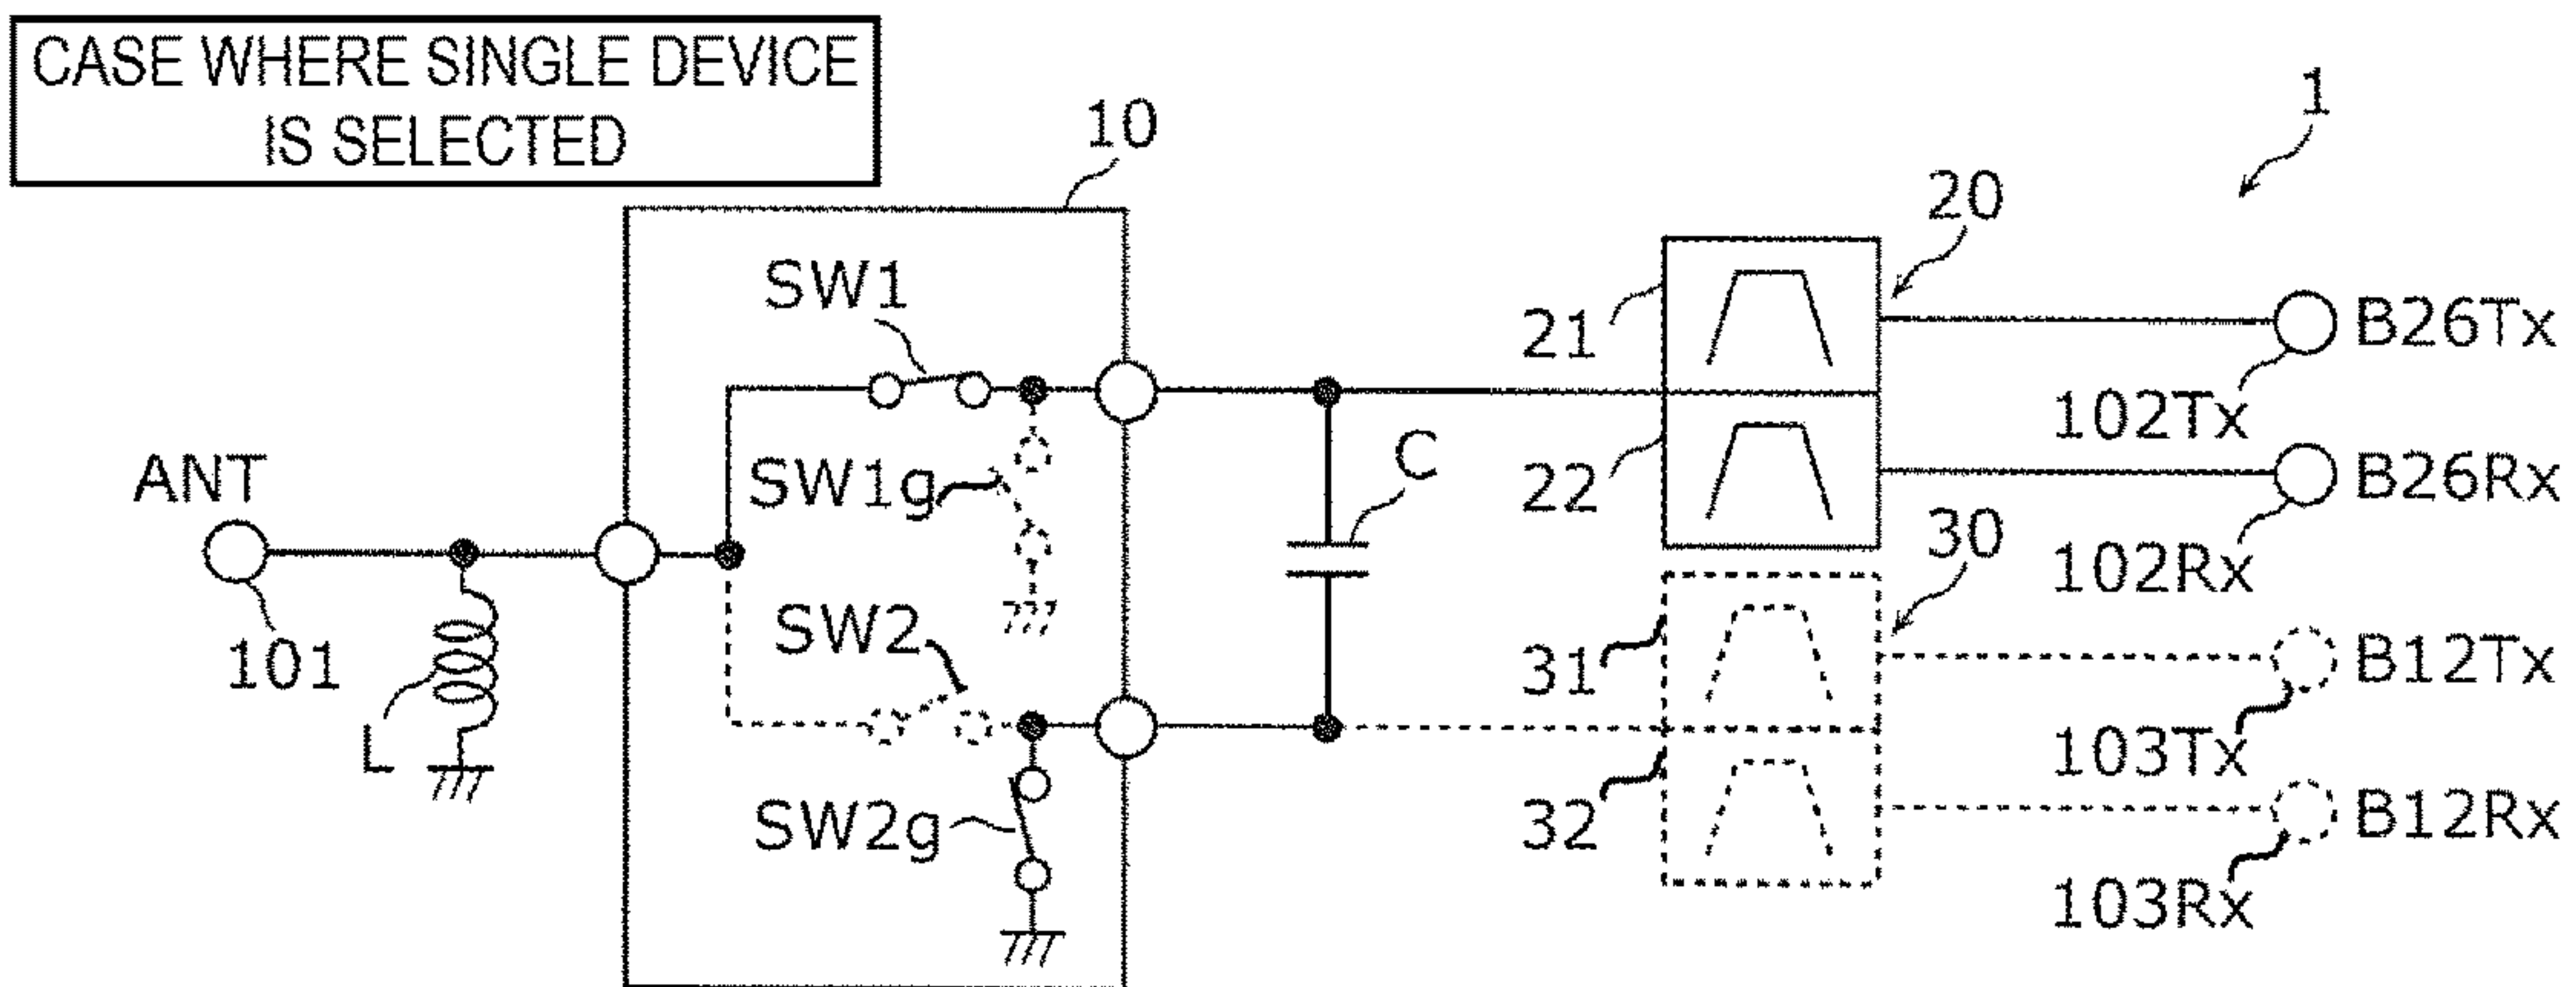 CASE WHERE SINGLE DEVICE
IS SELECTED
10
1
20
SW1
21
B26Tx
102Tx
ANT
SW1g
C
22
B26Rx
30
102Rx
101
SW2
31
B12Tx
L
103Tx
SW2g
32
B12Rx
103Rx